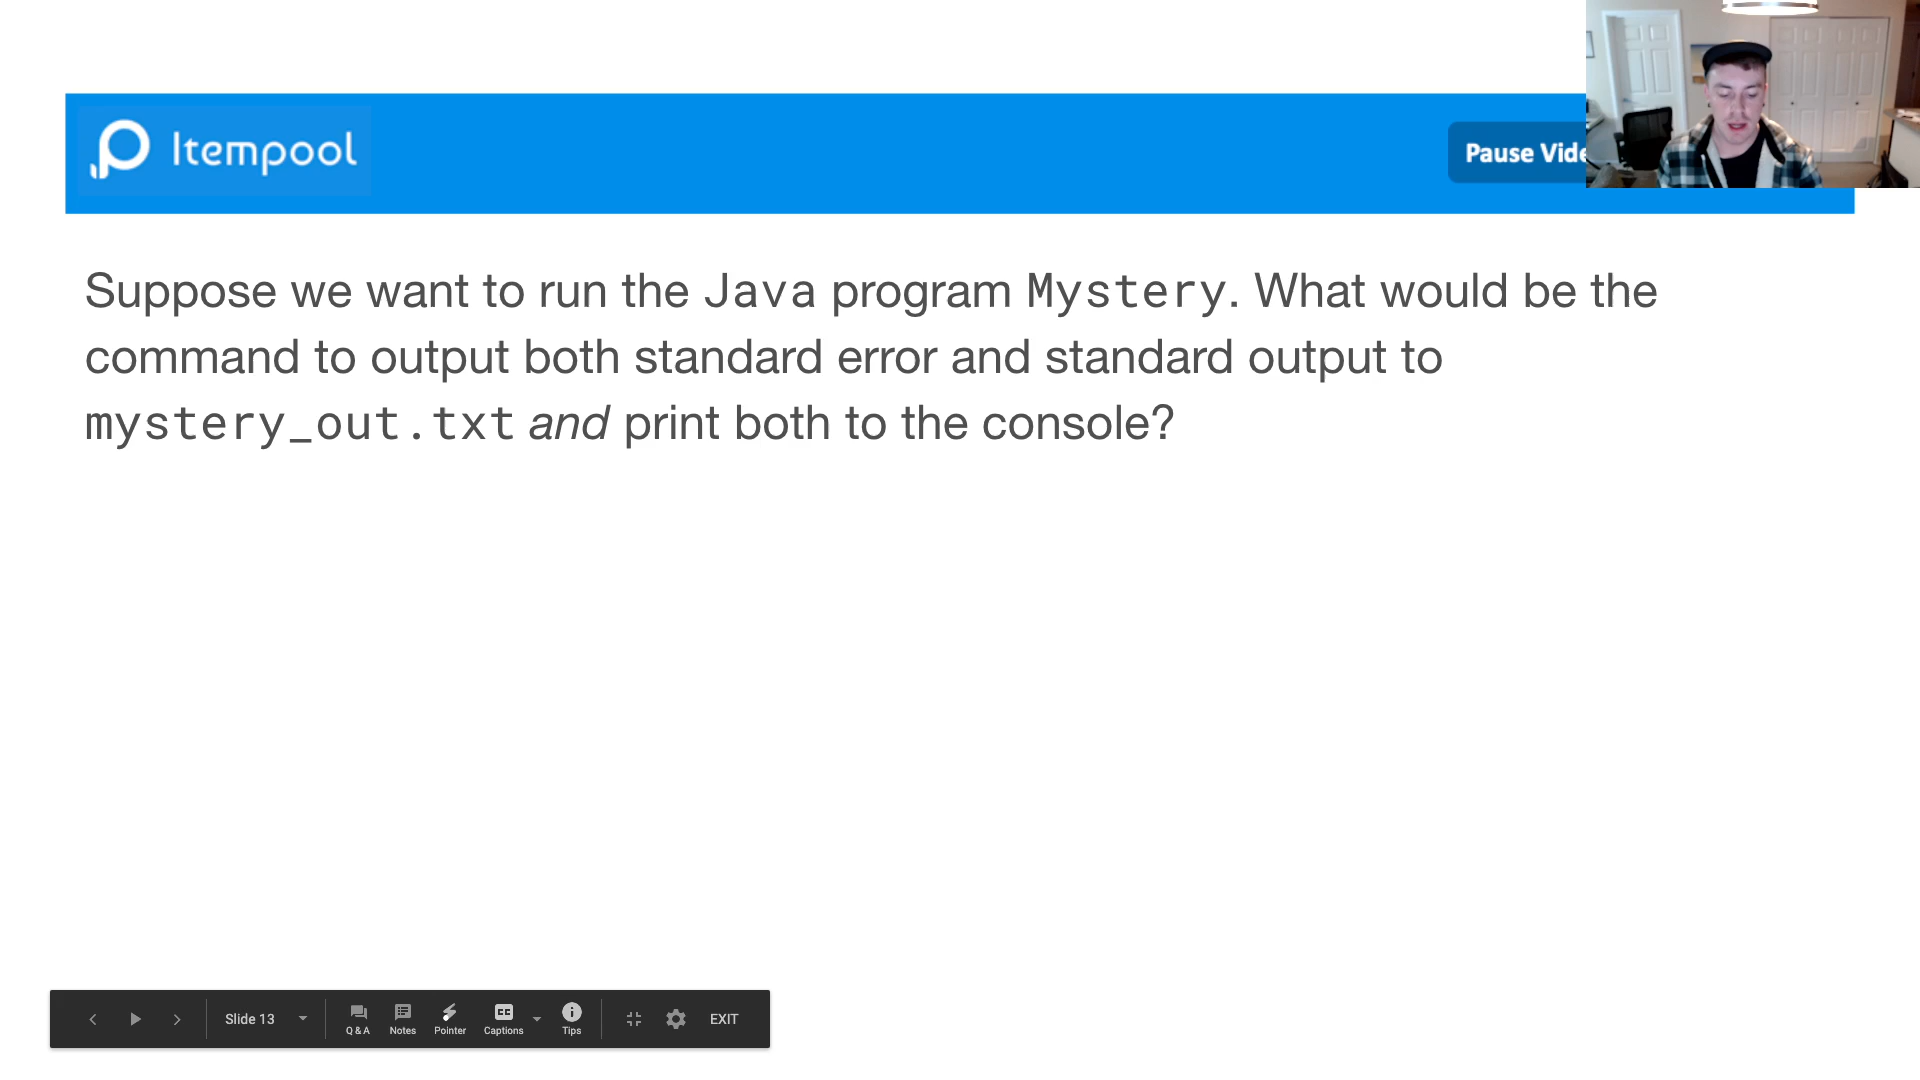 Itempool
Pause Vide
Suppose we want to run the Java program Mystery. What would be the
command to output both standard error and standard output to
mystery_out.txt and print both to the console?
Slide 13
Q & A
Notes
Pointer
CC
Captions
Tips
EXIT